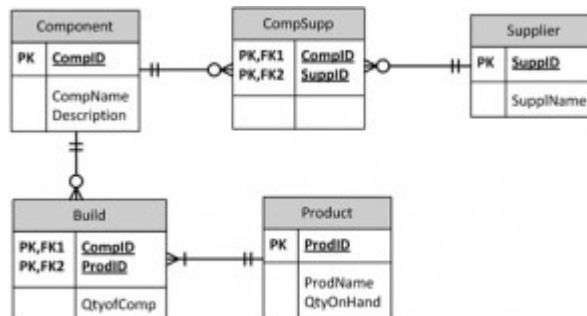 Component
PK CompID
CompName
Description
CompSupp
PK,FK1 CompID
PK,FK2 SuppID
Supplier
PK SuppID
SupplName
Build
PK,FK1 CompID
PK,FK2 ProdID
QtyofComp
Product
PK ProdID
ProdName
QtyOnHand